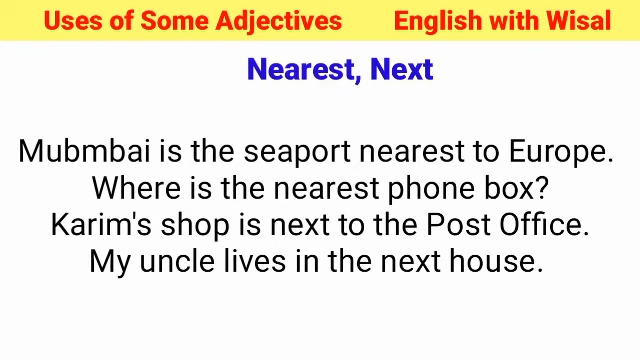 Uses of Some Adjectives English with Wisal
Nearest, Next
Mubmbai is the seaport nearest to Europe.
Where is the nearest phone box?
Karim's shop is next to the Post Office.
My uncle lives in the next house.